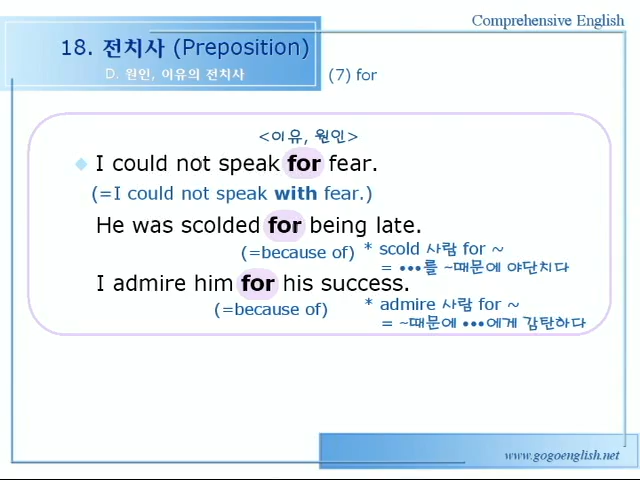 Comprehensive English
18. 전치사 (Preposition)
D. 원인, 이유의 전치사
(7) for
<이유, 원인>
I could not speak for fear.
(=I could not speak with fear.)
He was scolded for being late.
(=because of)
* scold 사람 for ~
= •••를 ~때문에 야단치다
I admire him for his success.
(=because of)
* admire 사람 for ~
= ~때문에 •••에게 감탄하다
www.gogoenglish.net